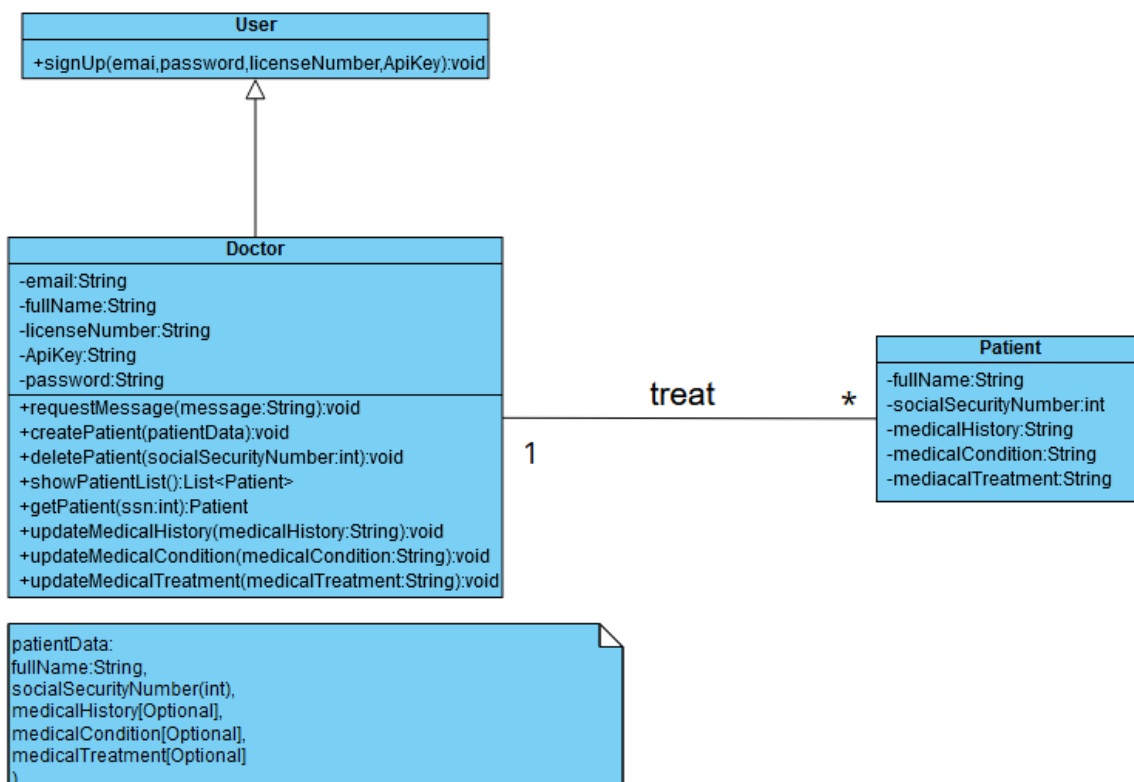 User
+signUp(emai,password,licenseNumber,ApiKey):void
Doctor
-email:String
-fullName:String
-licenseNumber:String
-ApiKey:String
-password:String
+requestMessage(message:String):void
+createPatient(patientData):void
+deletePatient(socialSecurityNumber:int):void
+showPatientList():List<Patient>
+getPatient(ssn:int):Patient
+updateMedicalHistory(medicalHistory:String):void
+updateMedicalCondition(medicalCondition:String):void
+updateMedicalTreatment(medicalTreatment:String):void
treat
1
*
Patient
-fullName:String
-socialSecurityNumber:int
-medicalHistory:String
-medicalCondition:String
-mediacalTreatment:String
patientData:
fullName:String,
socialSecurityNumber(int),
medicalHistory[Optional],
medicalCondition[Optional],
medicalTreatment[Optional]
)